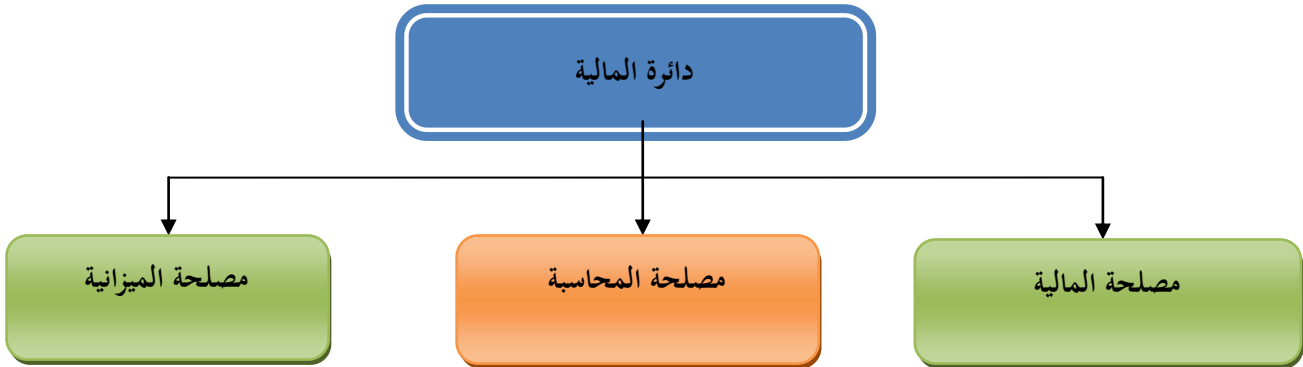 دائرة المالية
مصلحة المالية
مصلحة المحاسبة
مصلحة الميزانية